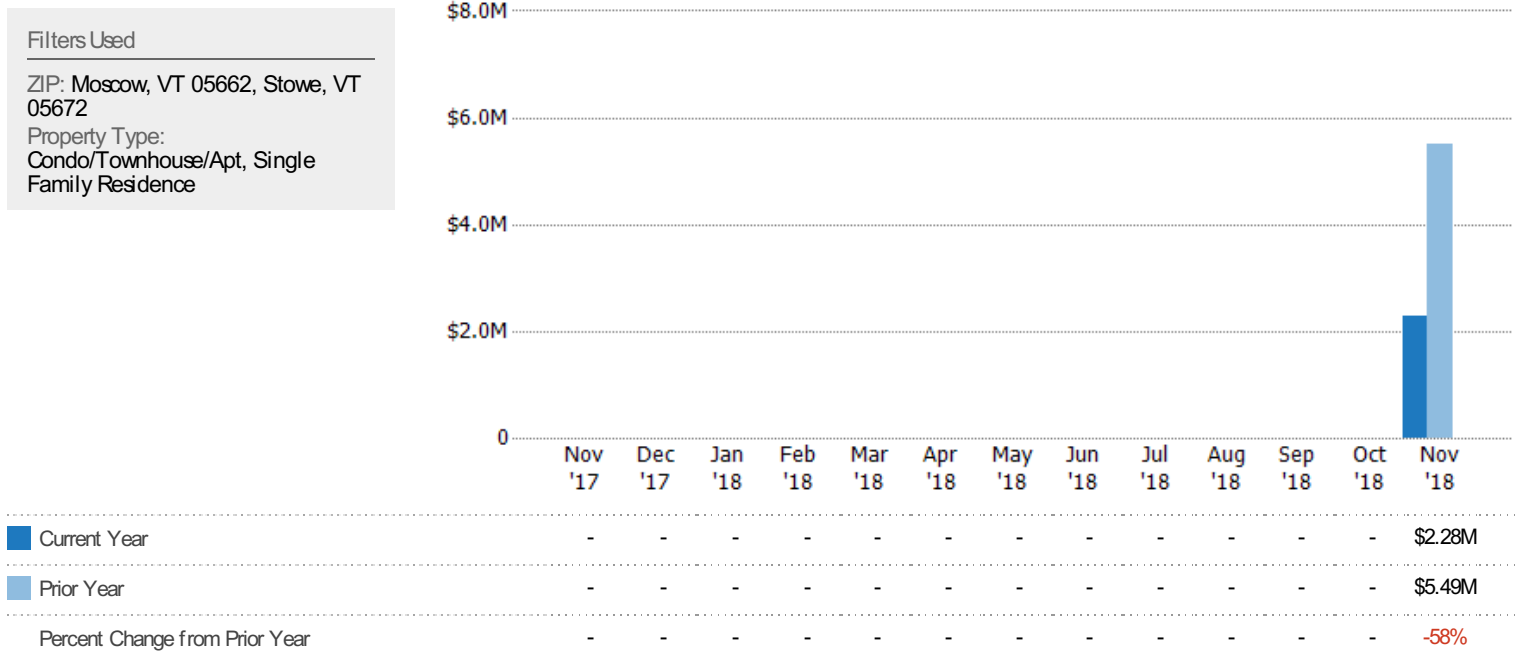 Filters Used
ZIP: Moscow, VT 05662, Stowe, VT
05672
Property Type:
Condo/Townhouse/Apt, Single
Family Residence
$8.0M
$6.0M
$4.0M
$2.0M
0
Nov Dec Jan Feb Mar Apr May Jun Jul Aug Sep Oct Nov
'17 '17 '18 '18 '18 '18 '18 '18 '18 '18 '18 '18 '18
Current Year - - - - - - - - - - - - $2.28M
Prior Year - - - - - - - - - - - - $5.49M
Percent Change from Prior Year - - - - - - - - - - - - -58%